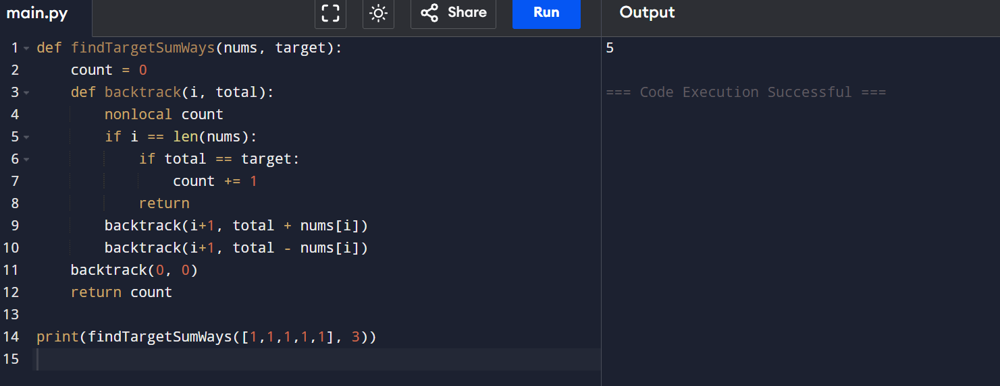 main.py
Share
Run
Output
1 def findTargetSumWays(nums, target):
2     count = 0
3     def backtrack(i, total):
4         nonlocal count
5         if i == len(nums):
6             if total == target:
7                 count += 1
8             return
9         backtrack(i+1, total + nums[i])
10         backtrack(i+1, total - nums[i])
11     backtrack(0, 0)
12     return count
13
14 print(findTargetSumWays([1,1,1,1,1], 3))
15
5
=== Code Execution Successful ===